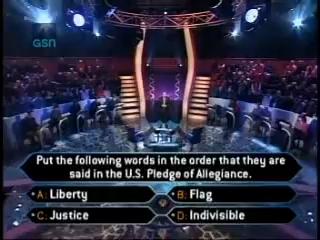 GSN
Put the following words in the order that they are
said in the U.S. Pledge of Allegiance.
A: Liberty
B: Flag
C: Justice
D: Indivisible